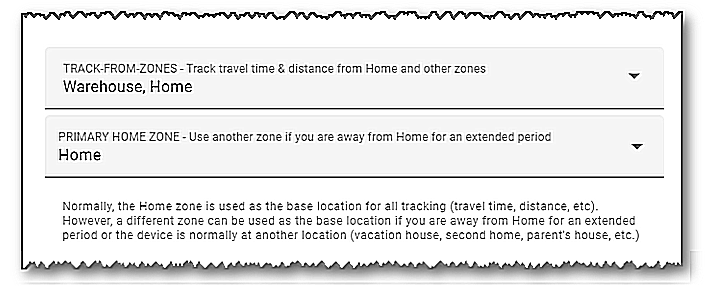 TRACK-FROM-ZONES - Track travel time & distance from Home and other zones
Warehouse, Home
PRIMARY HOME ZONE - Use another zone if you are away from Home for an extended period
Home
Normally, the Home zone is used as the base location for all tracking (travel time, distance, etc).
However, a different zone can be used as the base location if you are away from Home for an extended
period or the device is normally at another location (vacation house, second home, parent's house, etc.)